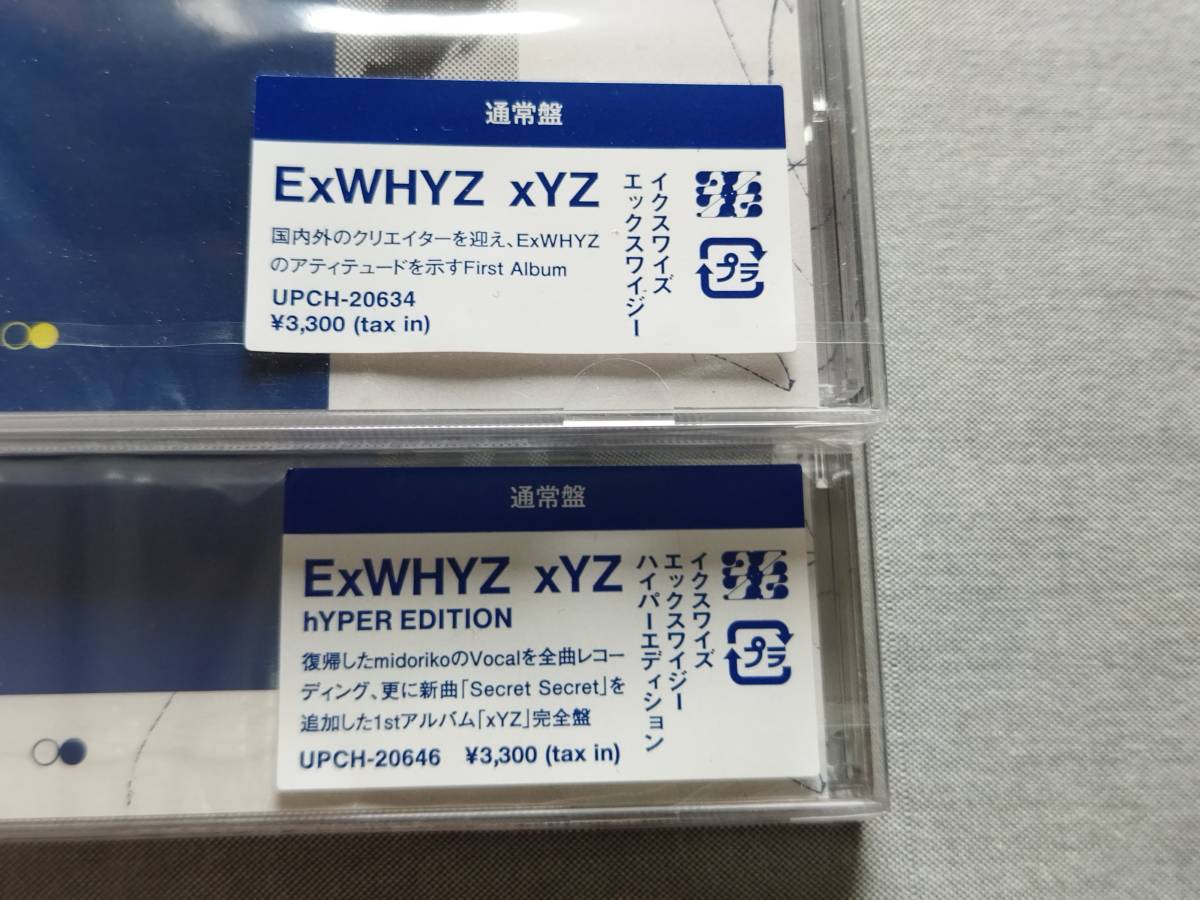 通常盤
ExWHYZ xYZ
国内外のクリエイターを迎え、ExWHYZ
のアティテュードを示すFirst Album
UPCH-20634
¥3,300 (tax in)
イクスワイズ
エックスワイジー
プラ
通常盤
ExWHYZ xYZ
hYPER EDITION
復帰したmidorikoのVocalを全曲レコー
ディング、更に新曲「Secret Secret」を
追加した1stアルバム「xYZ」完全盤
UPCH-20646 ¥3,300 (tax in)
イクスワイズ
エックスワイジー
ハイパーエディション
プラ